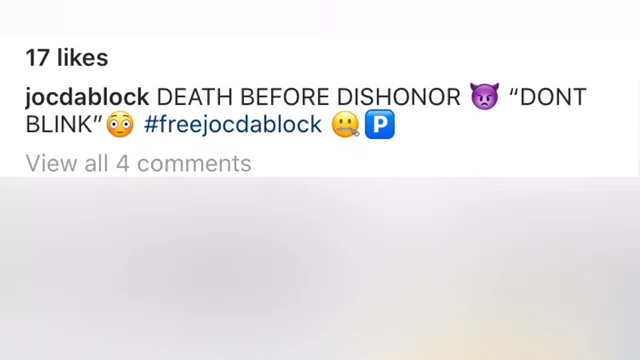 17 likes
jocdablock DEATH BEFORE DISHONOR 😈 “DONT
BLINK”😳 #freejocdablock 🤐🅿️
View all 4 comments